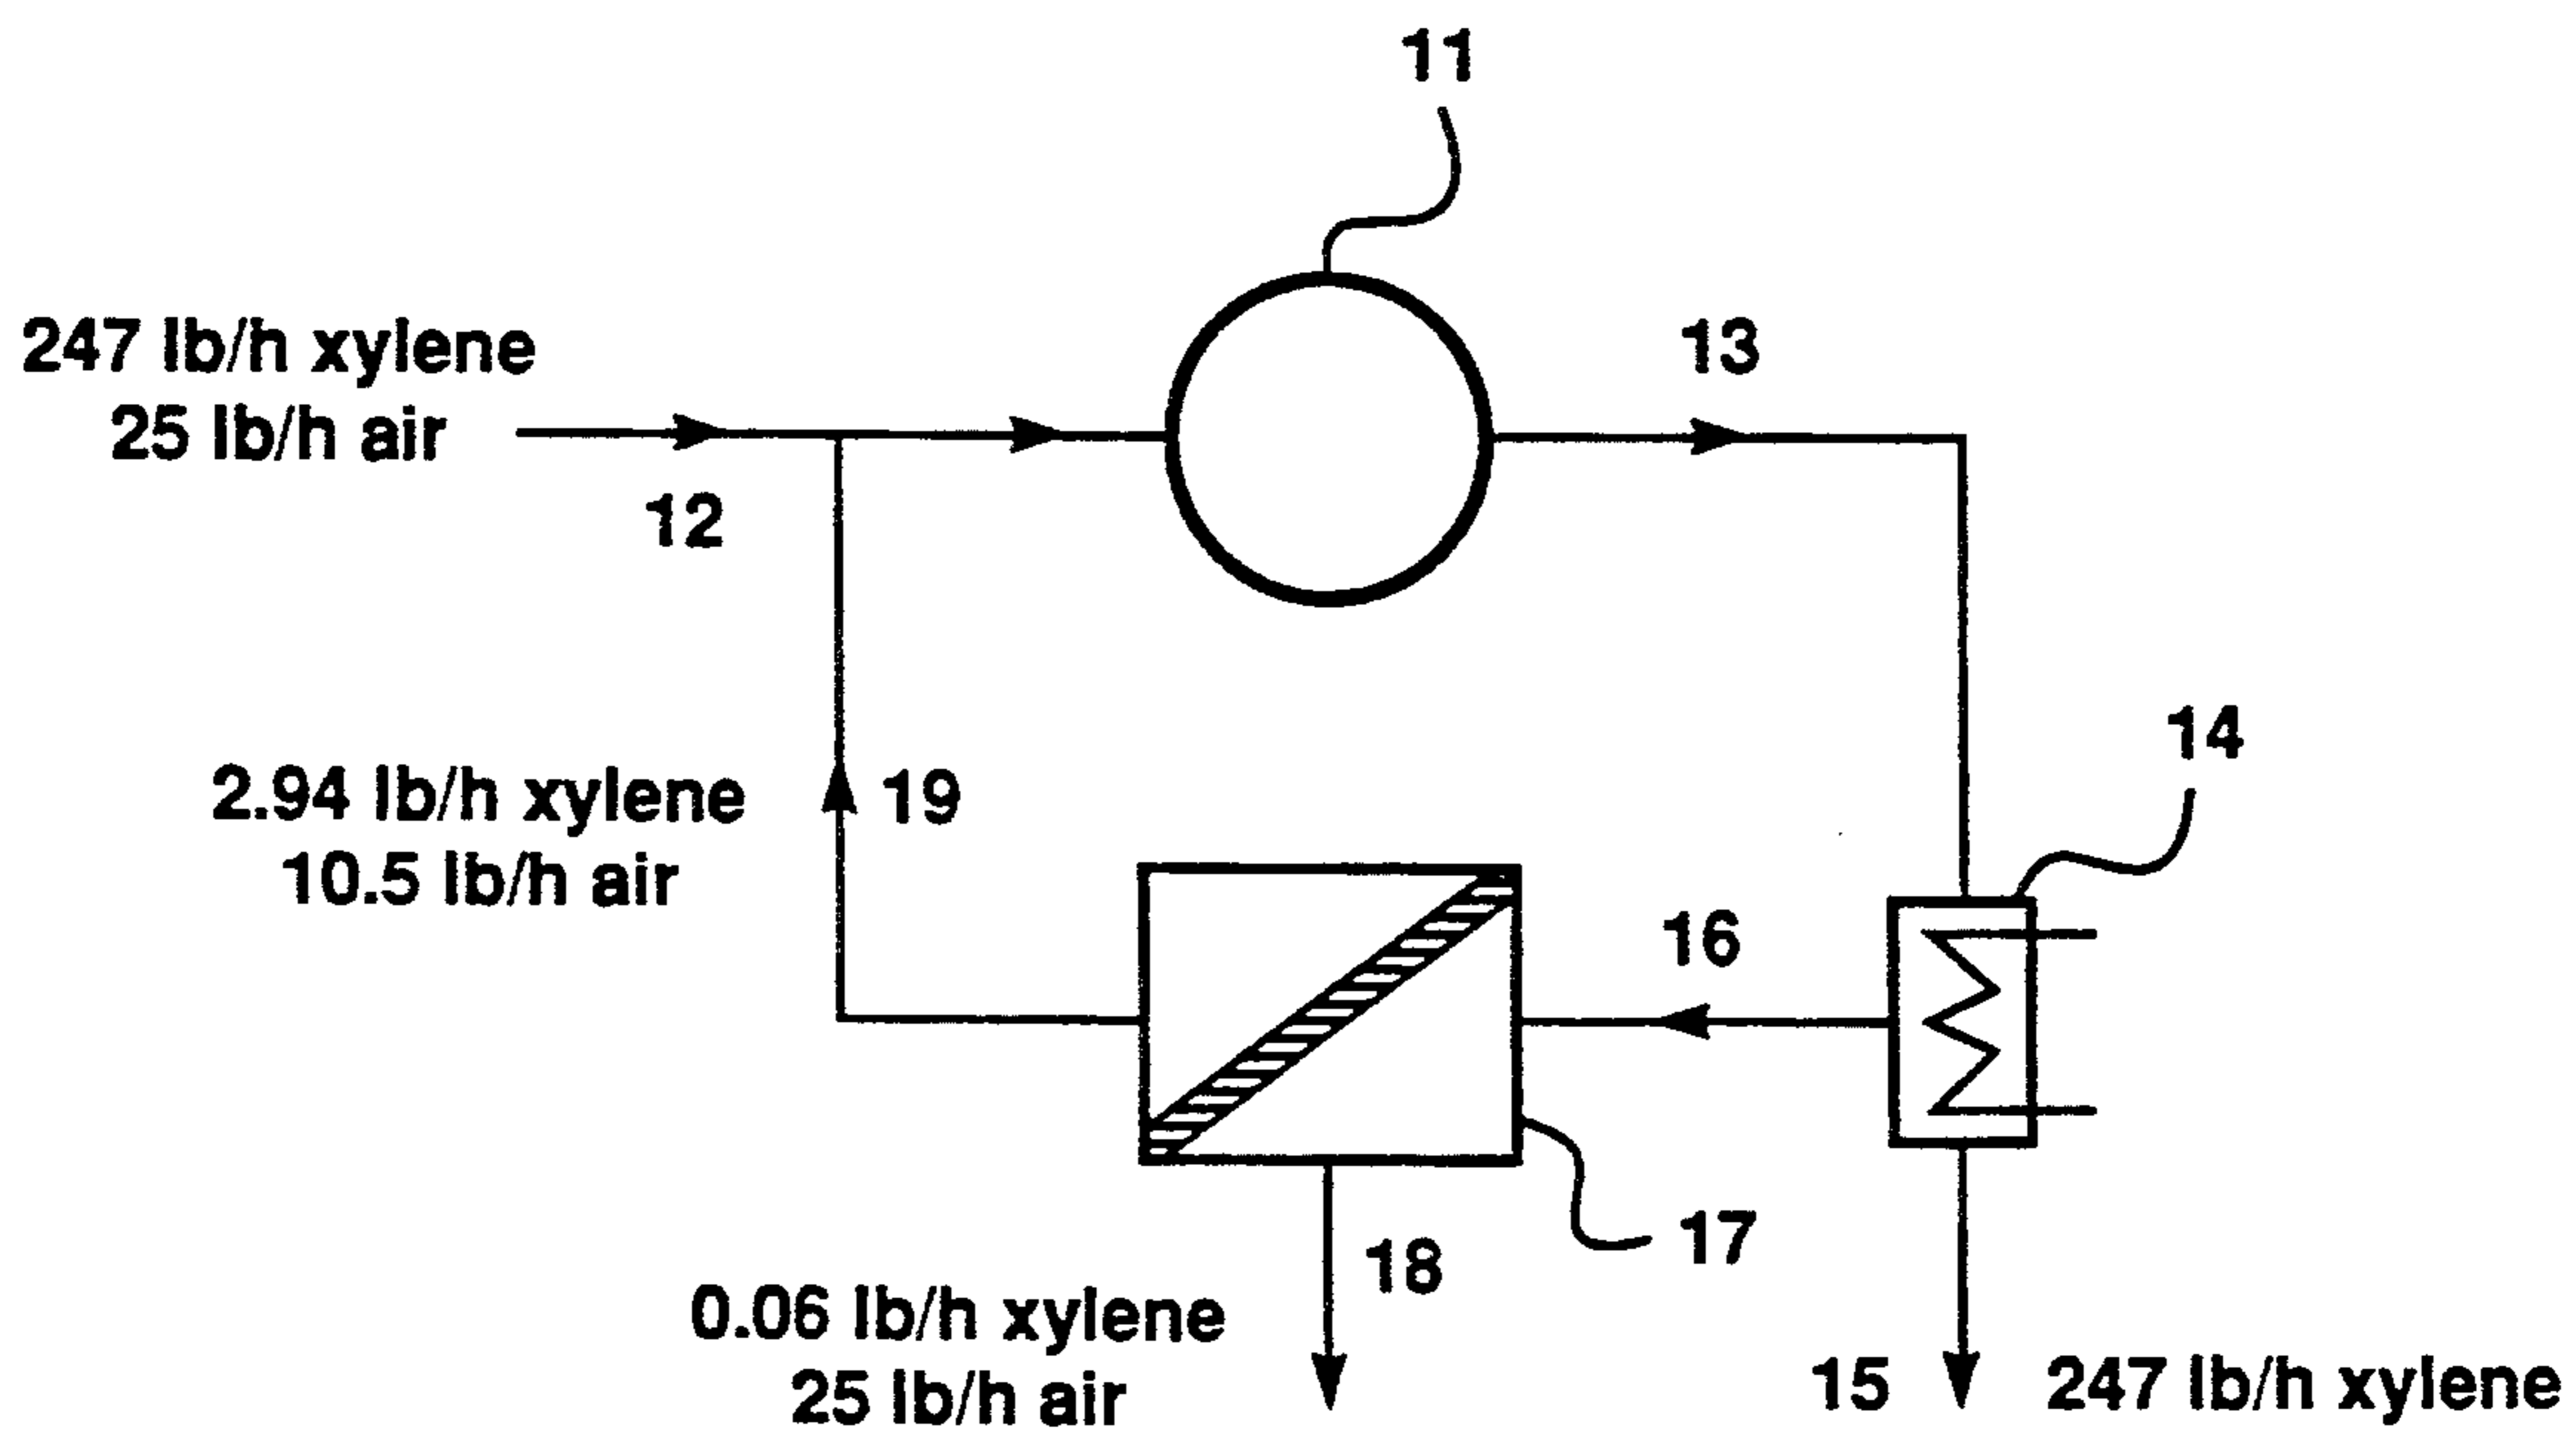 11
247 lb/h xylene
25 lb/h air
13
12
14
2.94 lb/h xylene
10.5 lb/h air
19
16
17
18
0.06 lb/h xylene
25 lb/h air
15
247 lb/h xylene